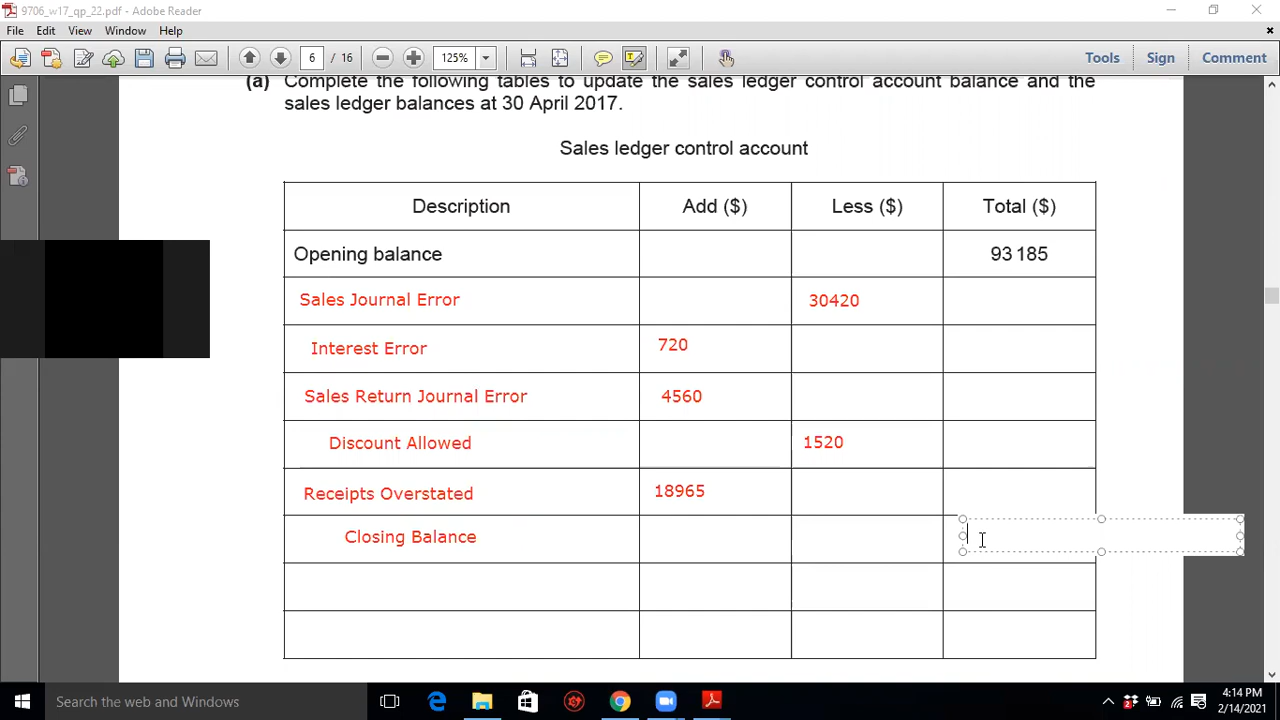 9706_w17_qp_22.pdf - Adobe Reader
File Edit View Window Help
6 / 16 125% Tools Sign Comment
(a) Complete the following tables to update the sales ledger control account balance and the
sales ledger balances at 30 April 2017.
Sales ledger control account
Description Add ($) Less ($) Total ($)
Opening balance 93 185
Sales Journal Error 30420
Interest Error 720
Sales Return Journal Error 4560
Discount Allowed 1520
Receipts Overstated 18965
Closing Balance
Search the web and Windows
4:14 PM
2/14/2021